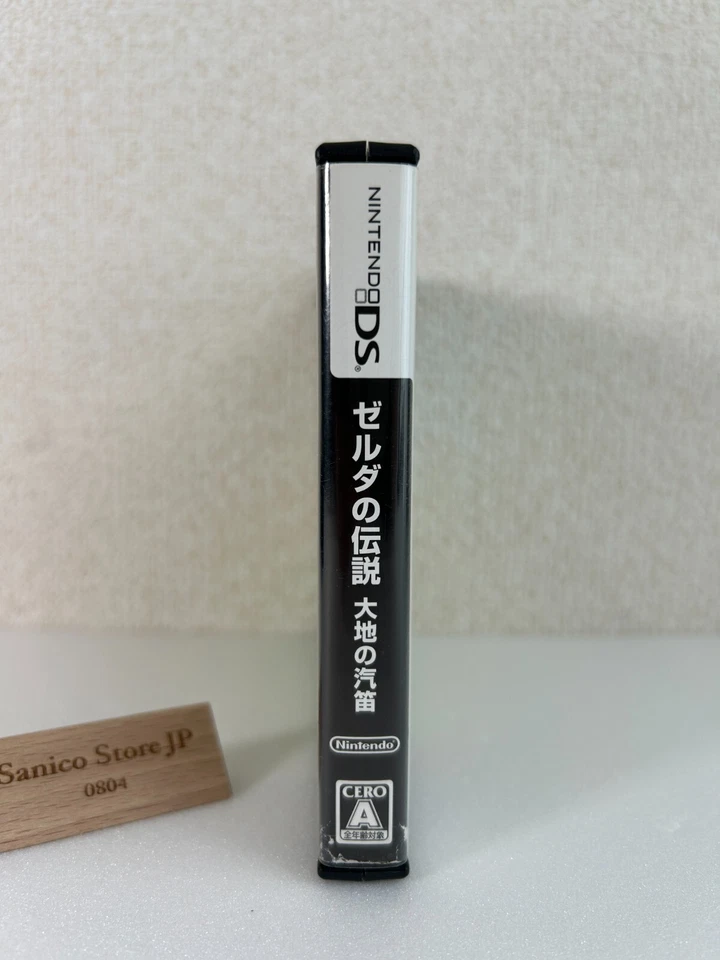 NINTENDO
DS®
ゼルダの伝説 大地の汽笛
Nintendo®
CERO
A
全年齢対象
Sanico Store JP
0804